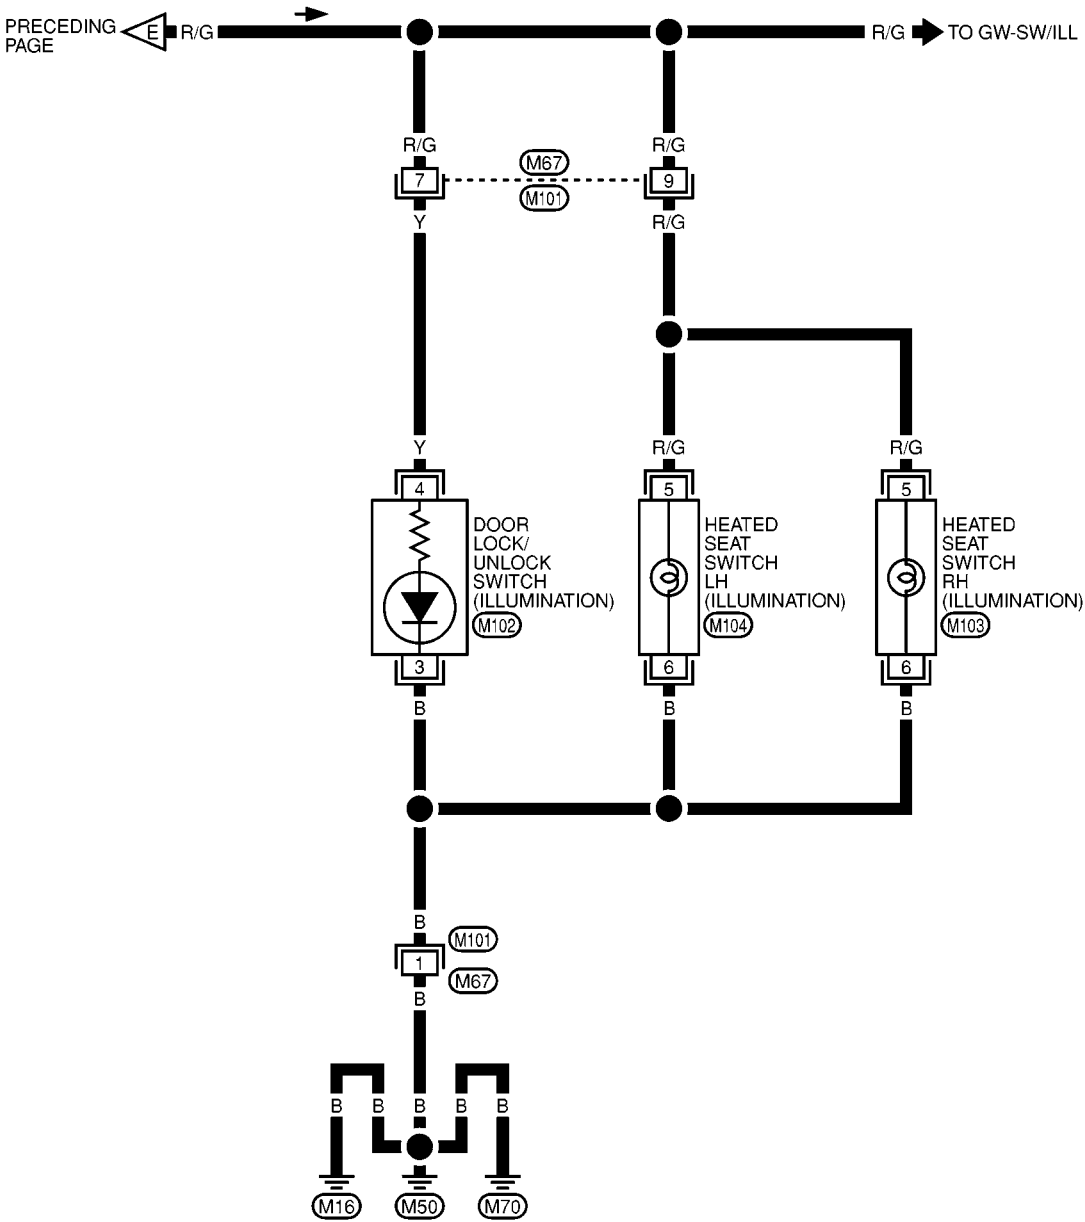 PRECEDING
PAGE
E
R/G
R/G
TO GW-SW/ILL
R/G
R/G
7
M67
M101
9
Y
R/G
Y
R/G
R/G
4
5
5
DOOR
LOCK/
UNLOCK
SWITCH
(ILLUMINATION)
M102
HEATED
SEAT
SWITCH
LH
(ILLUMINATION)
M104
HEATED
SEAT
SWITCH
RH
(ILLUMINATION)
M103
3
6
6
B
B
B
B
M101
1
M67
B
B
B
B
B
B
M16
M50
M70